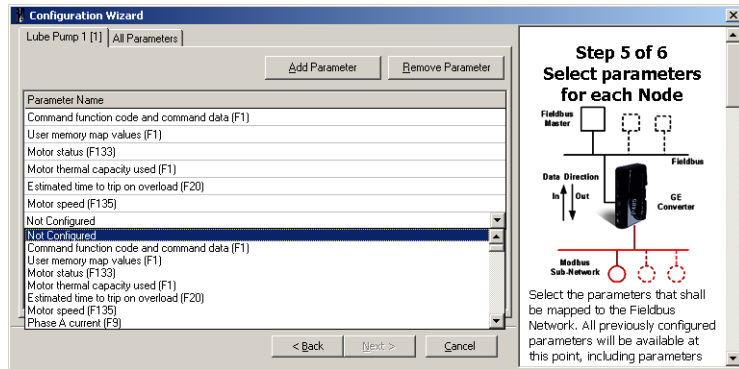 Configuration Wizard
Lube Pump 1 [1]
All Parameters
Add Parameter
Remove Parameter
Parameter Name
Command function code and command data (F1)
User memory map values (F1)
Motor status (F133)
Motor thermal capacity used (F1)
Estimated time to trip on overload (F20)
Motor speed (F135)
Not Configured
Not Configured
Command function code and command data (F1)
User memory map values (F1)
Motor status (F133)
Motor thermal capacity used (F1)
Estimated time to trip on overload (F20)
Motor speed (F135)
Phase A current (F9)
< Back
Next >
Cancel
Step 5 of 6
Select parameters
for each Node
Fieldbus
Master
Fieldbus
Data Direction
In
Out
GE
Converter
Modbus
Sub-Network
Select the parameters that shall
be mapped to the Fieldbus
Network. All previously configured
parameters will be available at
this point, including parameters